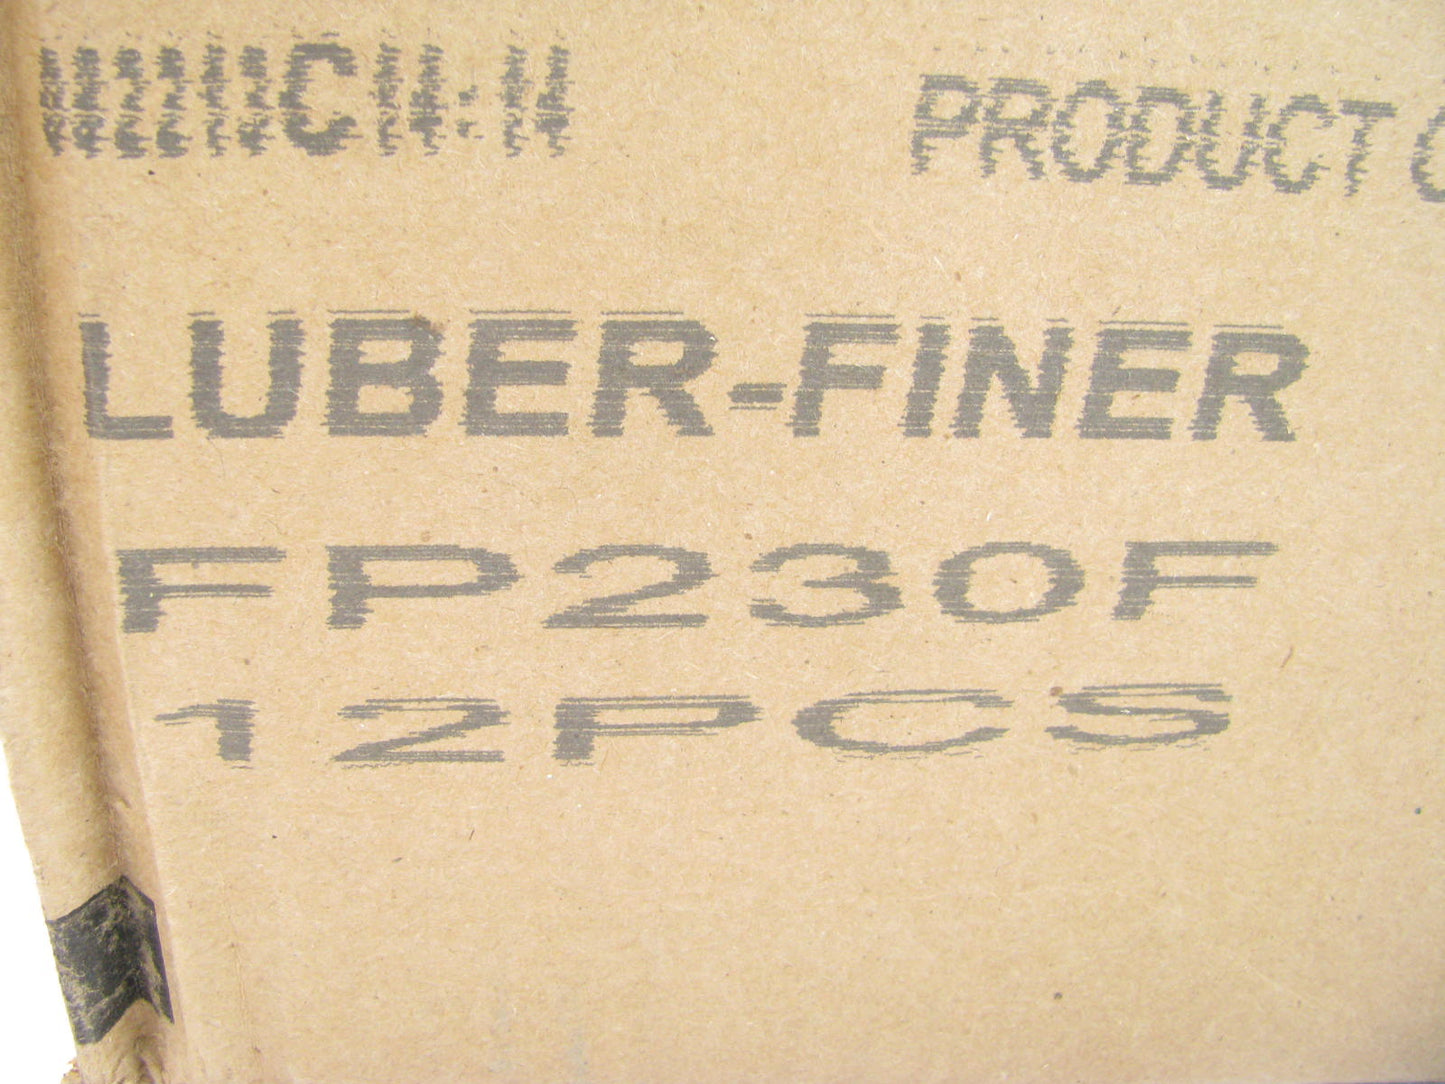 PRODUCT
LUBER-FINER
FP230F
12PCS